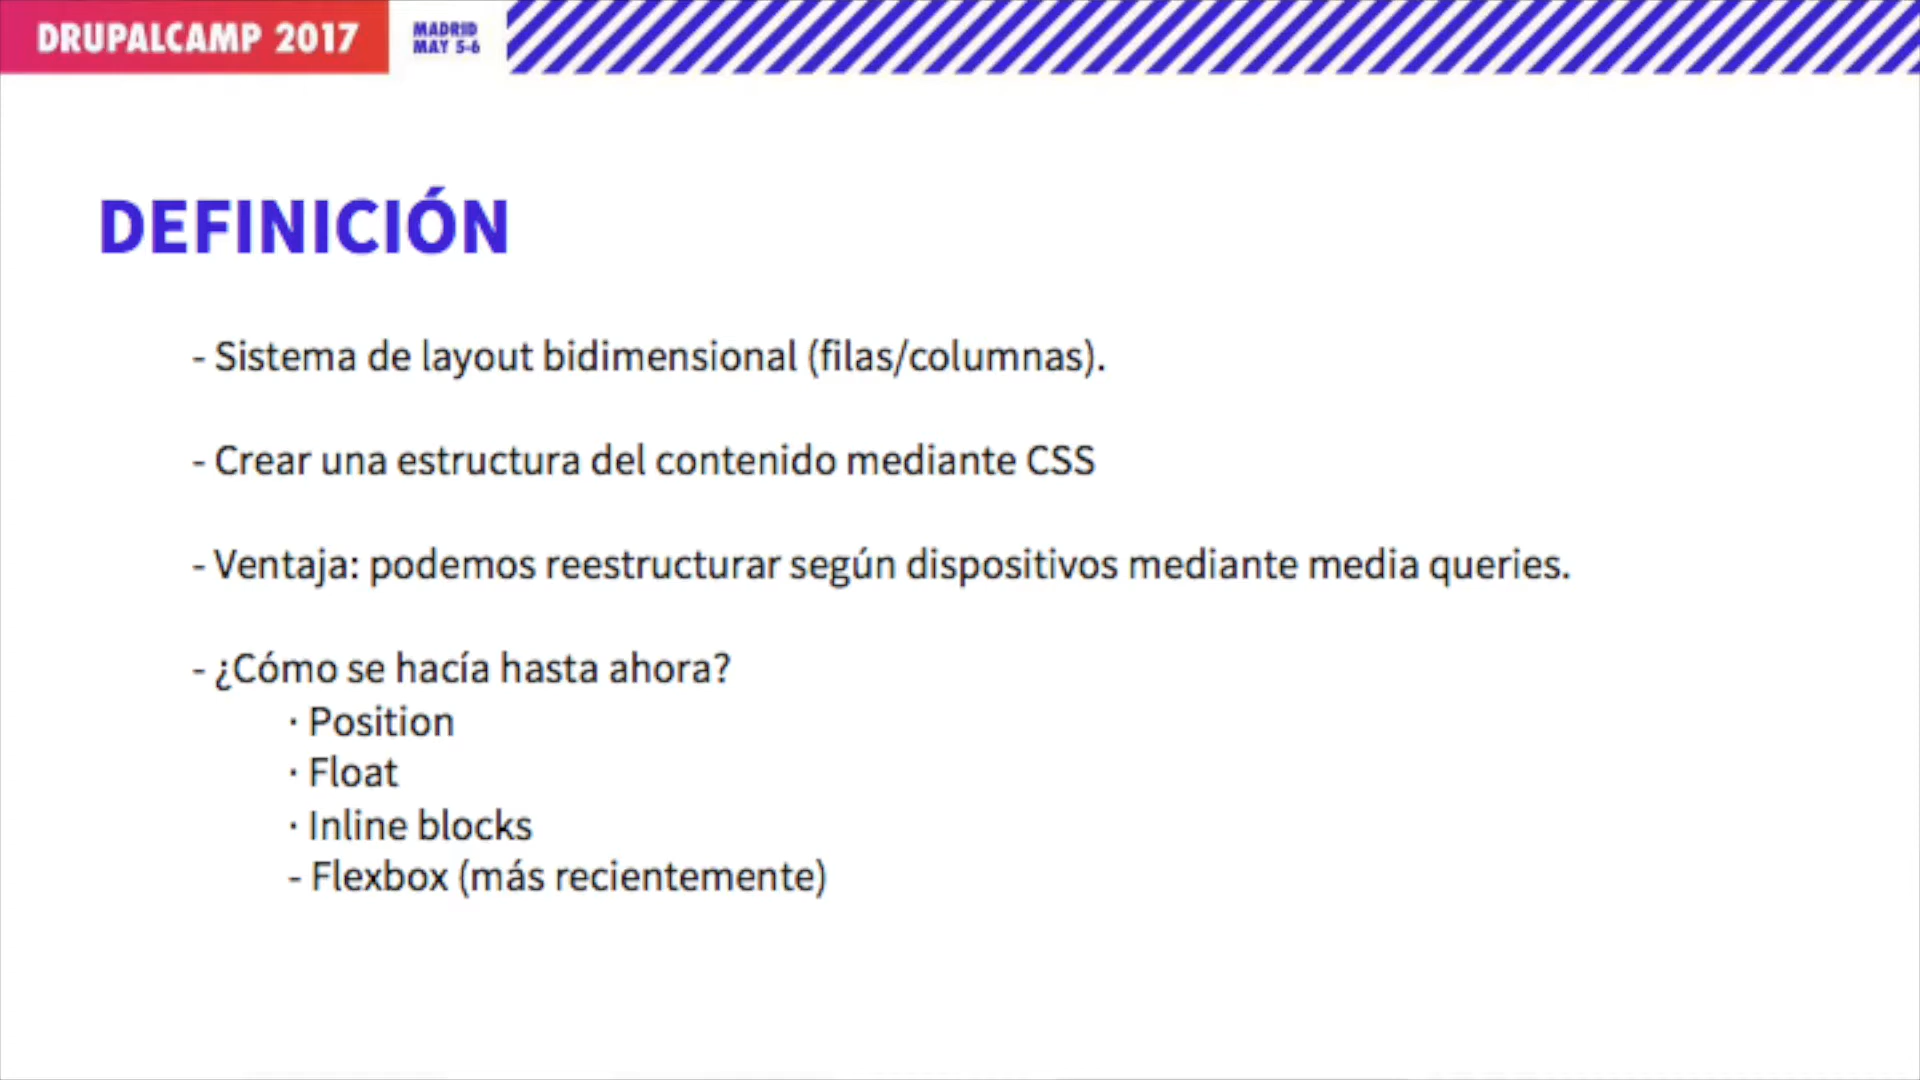 DRUPALCAMP 2017
MADRID
MAY 5-6
DEFINICIÓN
- Sistema de layout bidimensional (filas/columnas).
- Crear una estructura del contenido mediante CSS
- Ventaja: podemos reestructurar según dispositivos mediante media queries.
- ¿Cómo se hacía hasta ahora?
· Position
· Float
· Inline blocks
- Flexbox (más recientemente)